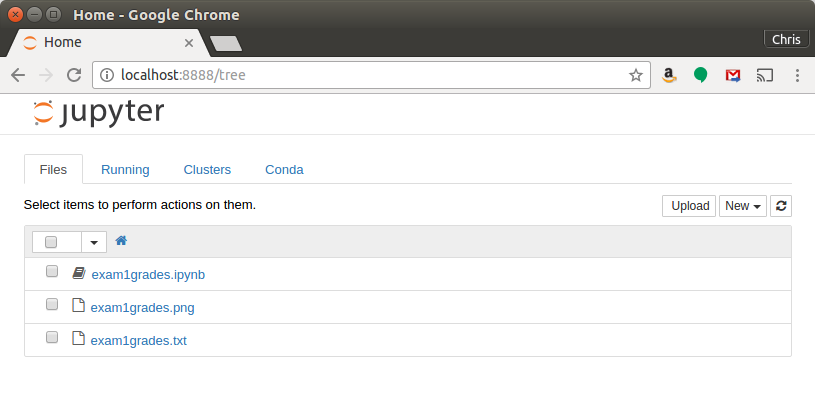 Home - Google Chrome
Home
Chris
localhost:8888/tree
jupyter
Files Running Clusters Conda
Select items to perform actions on them. Upload New
exam1grades.ipynb
exam1grades.png
exam1grades.txt